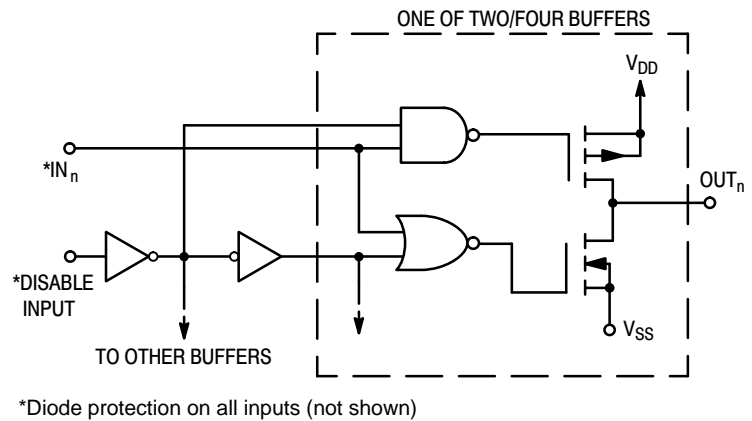 ONE OF TWO/FOUR BUFFERS
VDD
*INn
OUTn
*DISABLE
INPUT
TO OTHER BUFFERS
VSS
*Diode protection on all inputs (not shown)